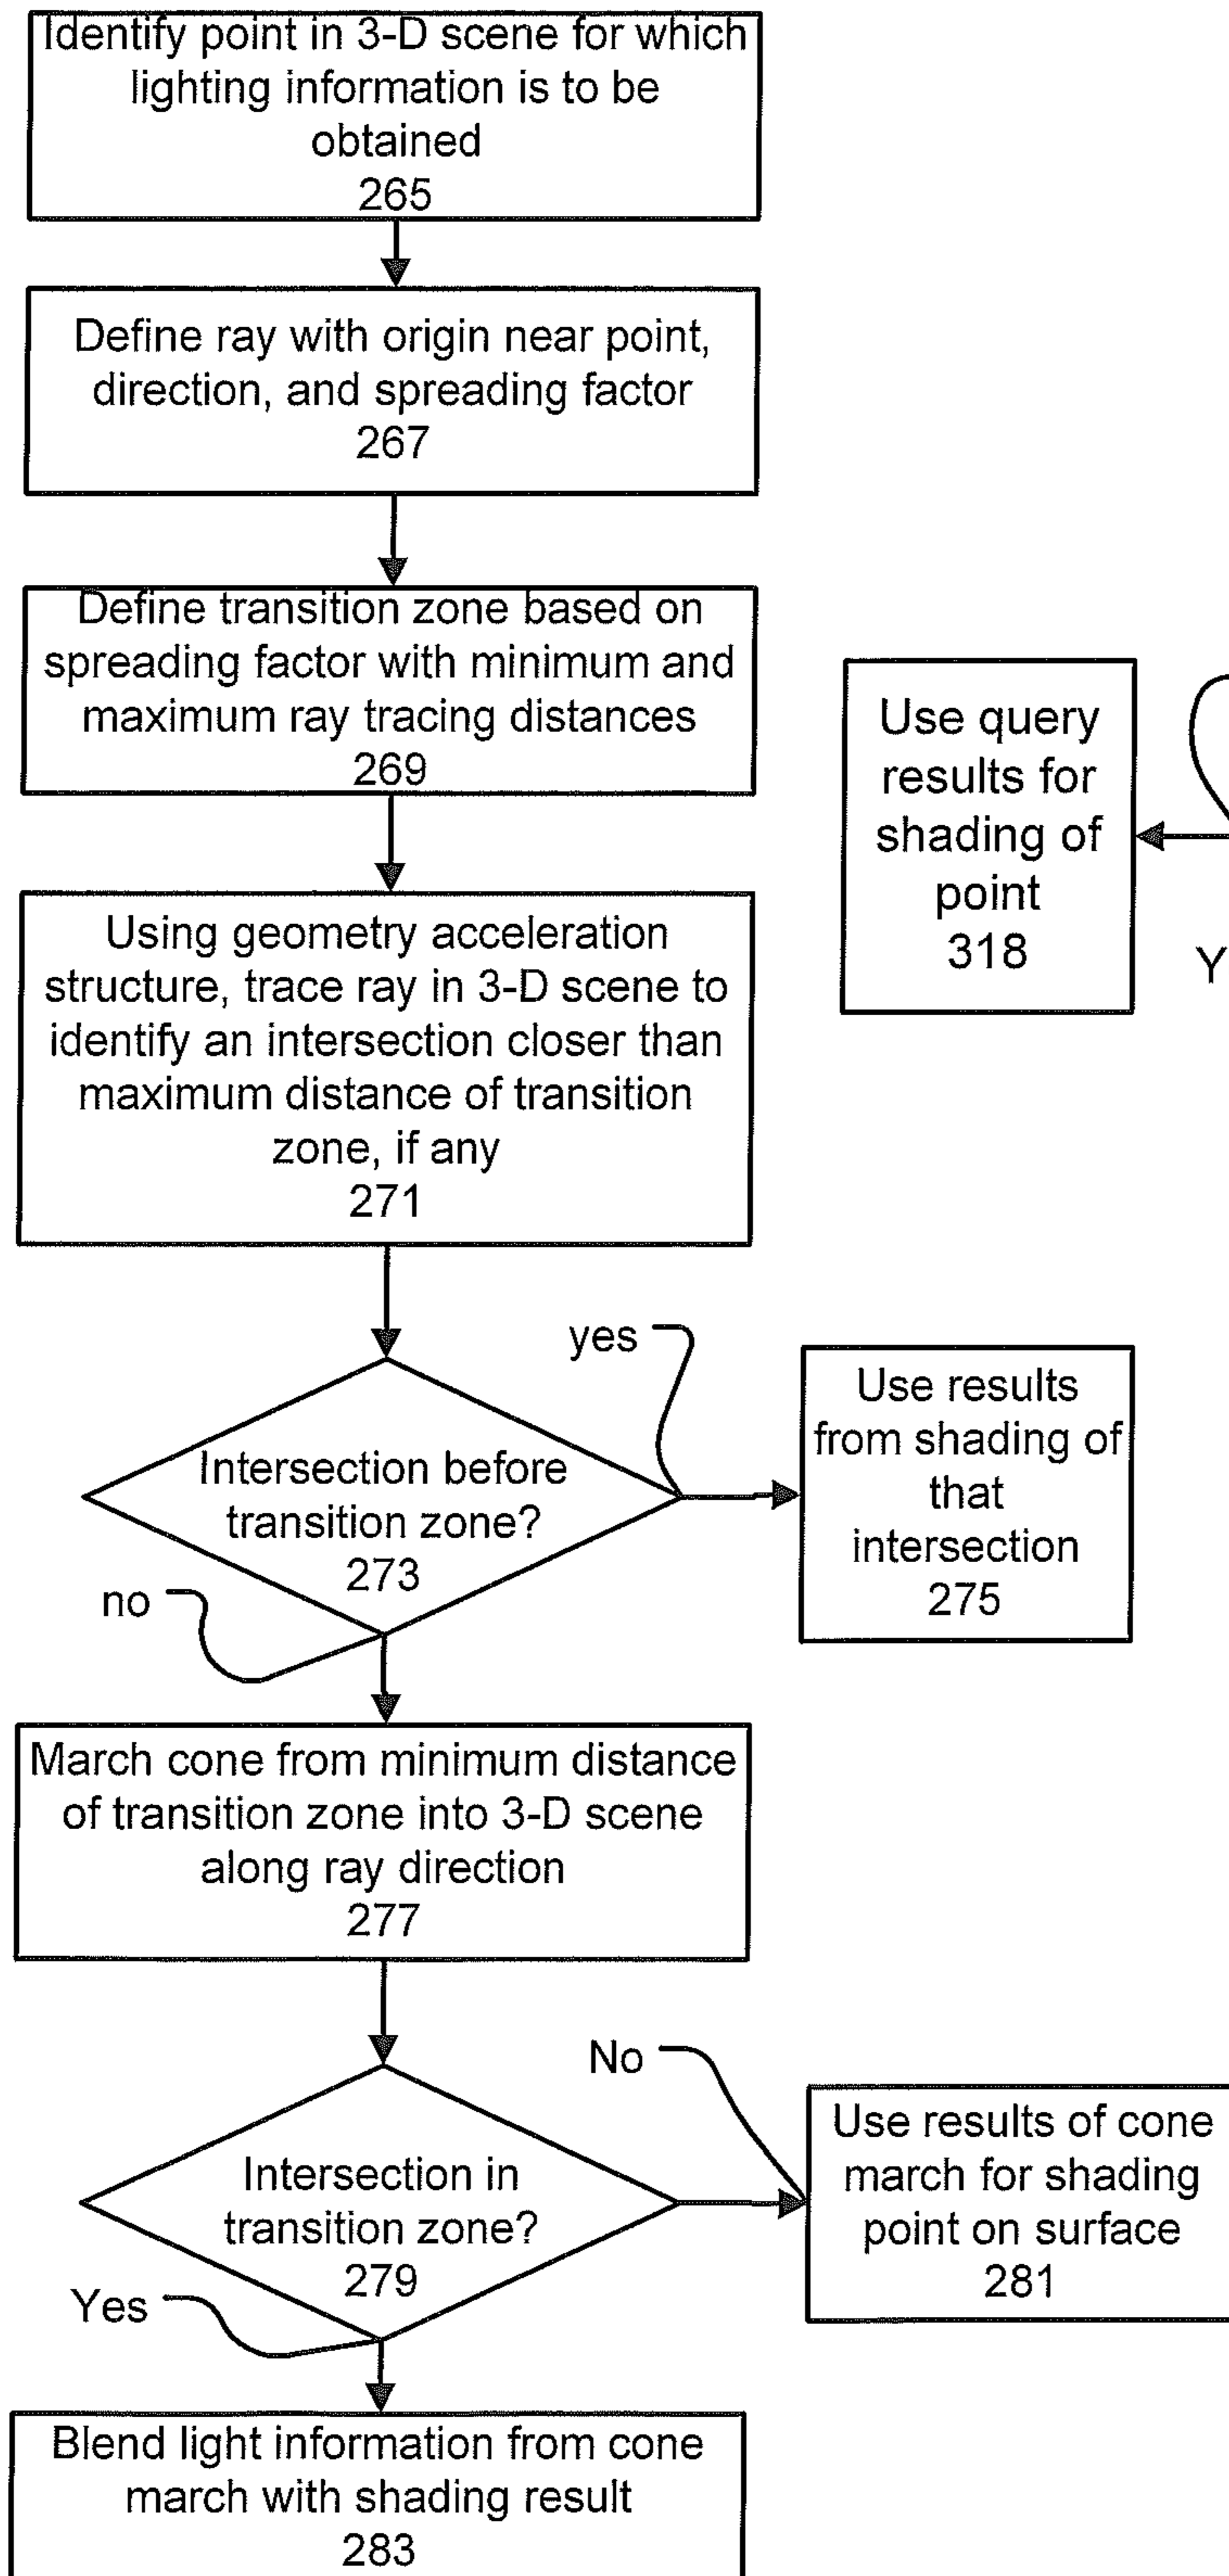 Identify point in 3-D scene for which
lighting information is to be
obtained
265
Define ray with origin near point,
direction, and spreading factor
267
Define transition zone based on
spreading factor with minimum and
maximum ray tracing distances
269
Use query
results for
shading of
point
318
Y
Using geometry acceleration
structure, trace ray in 3-D scene to
identify an intersection closer than
maximum distance of transition
zone, if any
271
yes
Intersection before
transition zone?
273
no
Use results
from shading of
that
intersection
275
March cone from minimum distance
of transition zone into 3-D scene
along ray direction
277
No
Intersection in
transition zone?
279
Yes
Use results of cone
march for shading
point on surface
281
Blend light information from cone
march with shading result
283